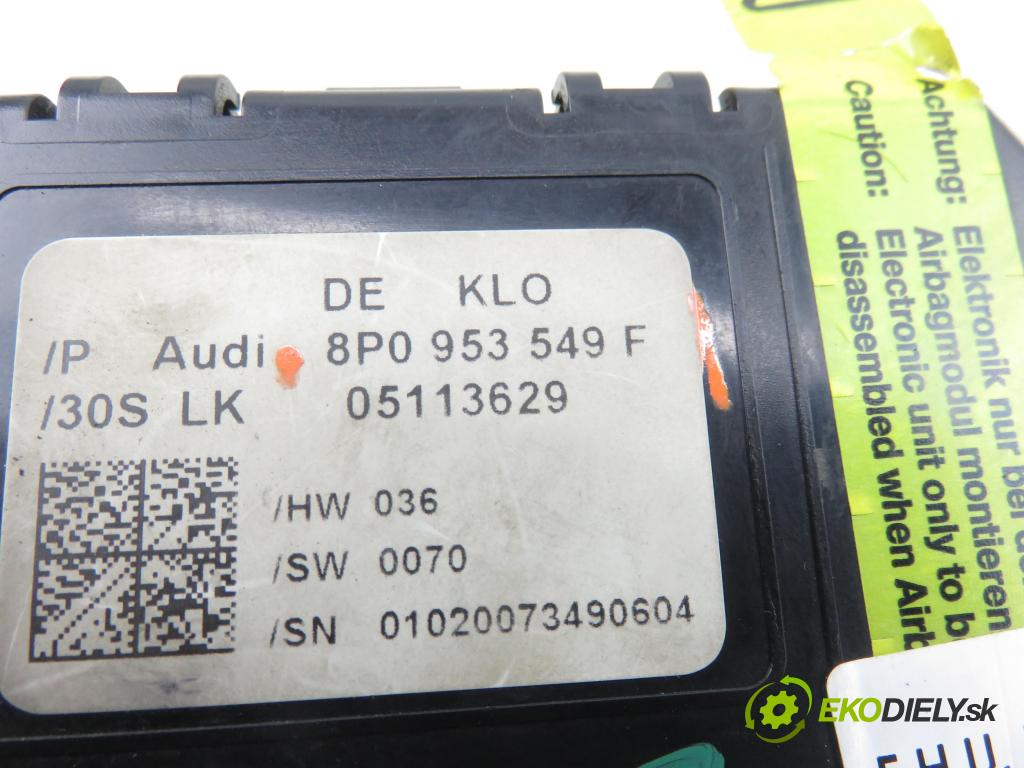 DE KLO
/P Audi 8P0 953 549 F
/30S LK 05113629
/HW 036
/SW 0070
/SN 01020073490604
Achtung: Elektronik nur bei
Airbagmodul montieren
Caution: Electronic unit only to
disassembled when
EKODIELY.sk